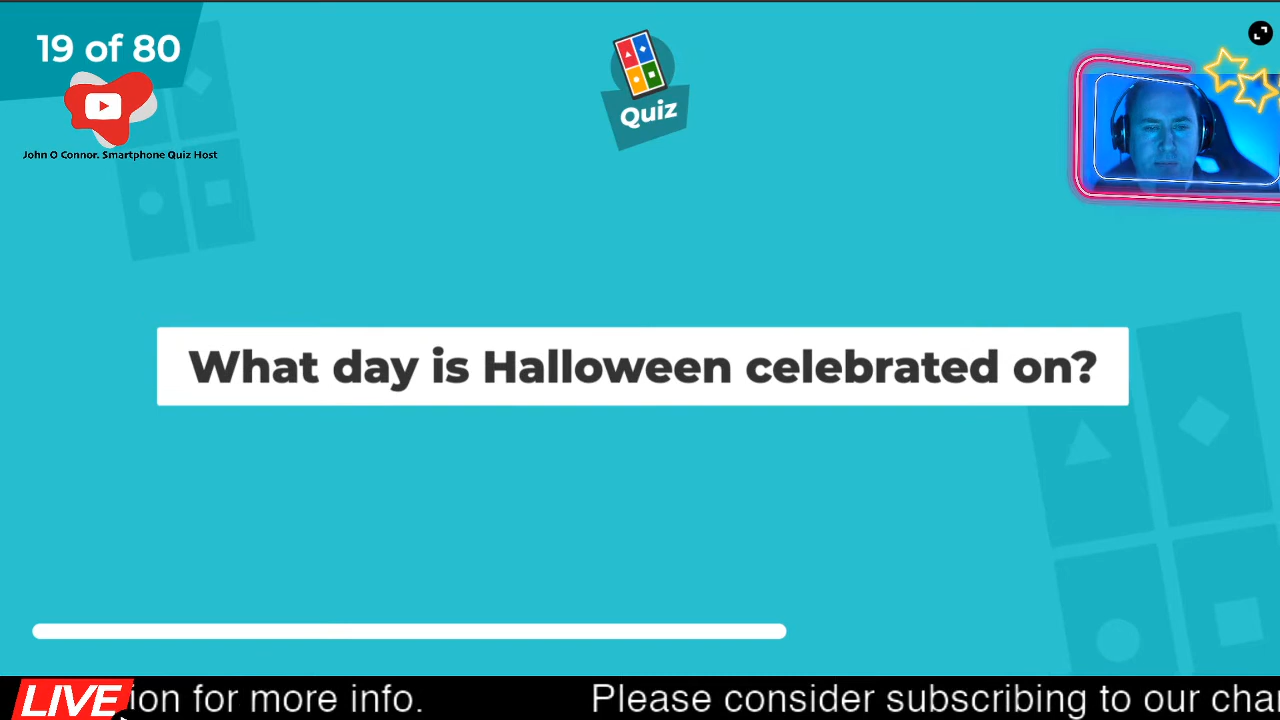 19 of 80
Quiz
John O Connor. Smartphone Quiz Host
What day is Halloween celebrated on?
LIVE
ion for more info. Please consider subscribing to our char